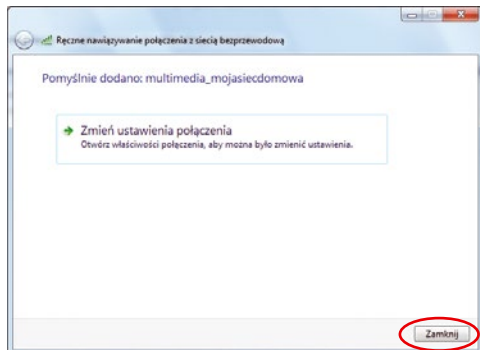 Ręczne nawiązywanie połączenia z siecią bezprzewodową
Pomyślnie dodano: multimedia_mojasiecdomowa
Zmień ustawienia połączenia
Otwórz właściwości połączenia, aby można było zmienić ustawienia.
Zamknij